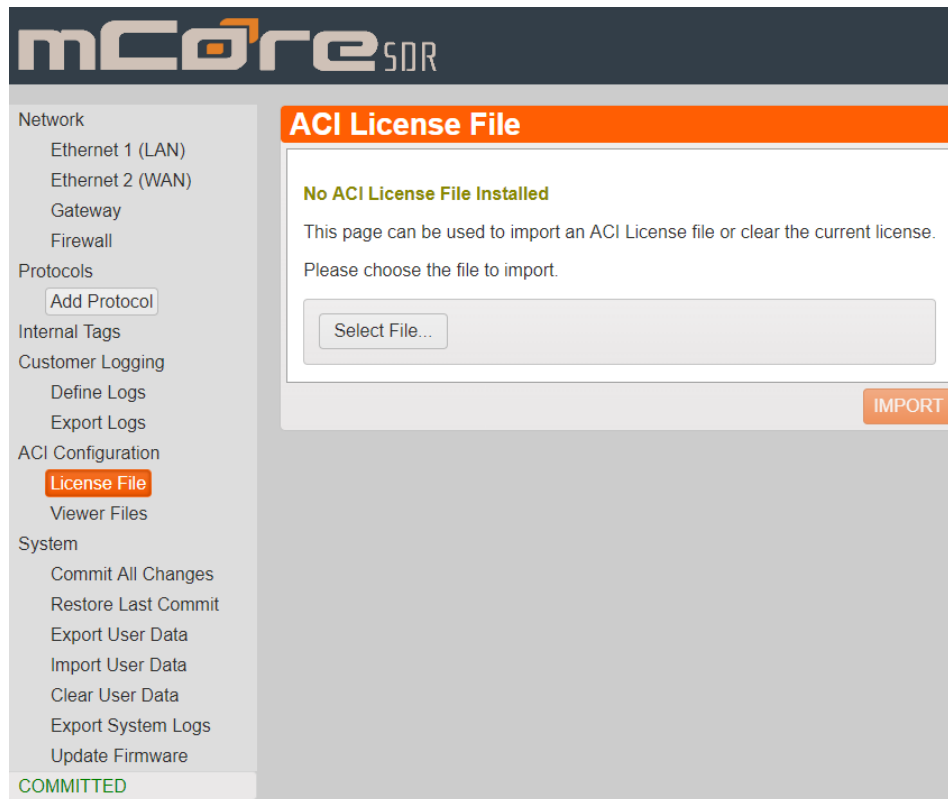 mCore SDR
Network
Ethernet 1 (LAN)
Ethernet 2 (WAN)
Gateway
Firewall
Protocols
Add Protocol
Internal Tags
Customer Logging
Define Logs
Export Logs
ACI Configuration
License File
Viewer Files
System
Commit All Changes
Restore Last Commit
Export User Data
Import User Data
Clear User Data
Export System Logs
Update Firmware
COMMITTED
ACI License File
No ACI License File Installed
This page can be used to import an ACI License file or clear the current license.
Please choose the file to import.
Select File...
IMPORT